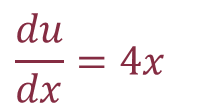 du/dx = 4x